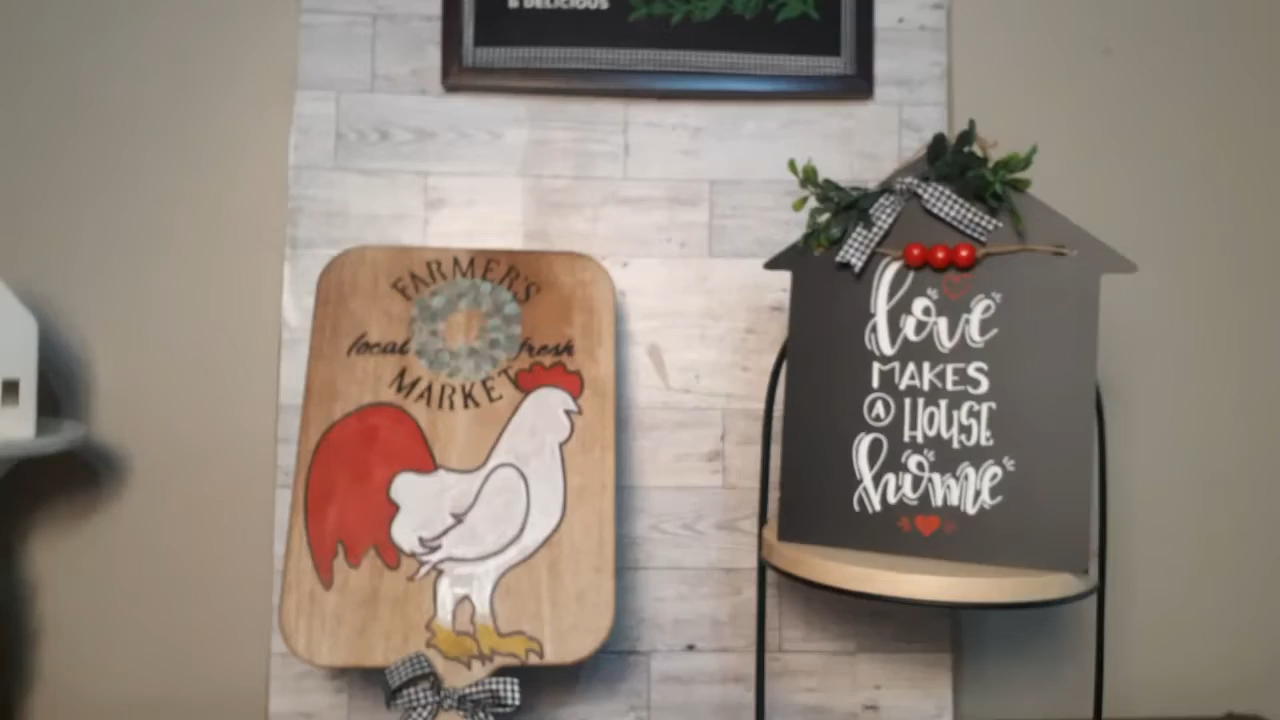 & DELICIOUS
FARMER'S
local fresh
MARKET
love
MAKES
A HOUSE
home